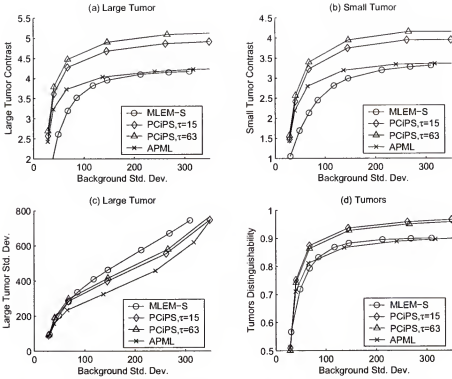 (a) Large Tumor
5.5
5
4.5
4
3.5
3
2.5
2
0
100
200
300
Large Tumor Contrast
Background Std. Dev.
MLEM-S
PCiPS,τ=15
PCiPS,τ=63
APML
(b) Small Tumor
4.5
4
3.5
3
2.5
2
1.5
1
0
100
200
300
Small Tumor Contrast
Background Std. Dev.
MLEM-S
PCiPS,τ=15
PCiPS,τ=63
APML
(c) Large Tumor
800
600
400
200
0
0
100
200
300
Large Tumor Std. Dev.
Background Std. Dev.
MLEM-S
PCiPS,τ=15
PCiPS,τ=63
APML
(d) Tumors
1.0
0.9
0.8
0.7
0.6
0.5
0
100
200
300
Tumors Distinguishability
Background Std. Dev.
MLEM-S
PCiPS,τ=15
PCiPS,τ=63
APML